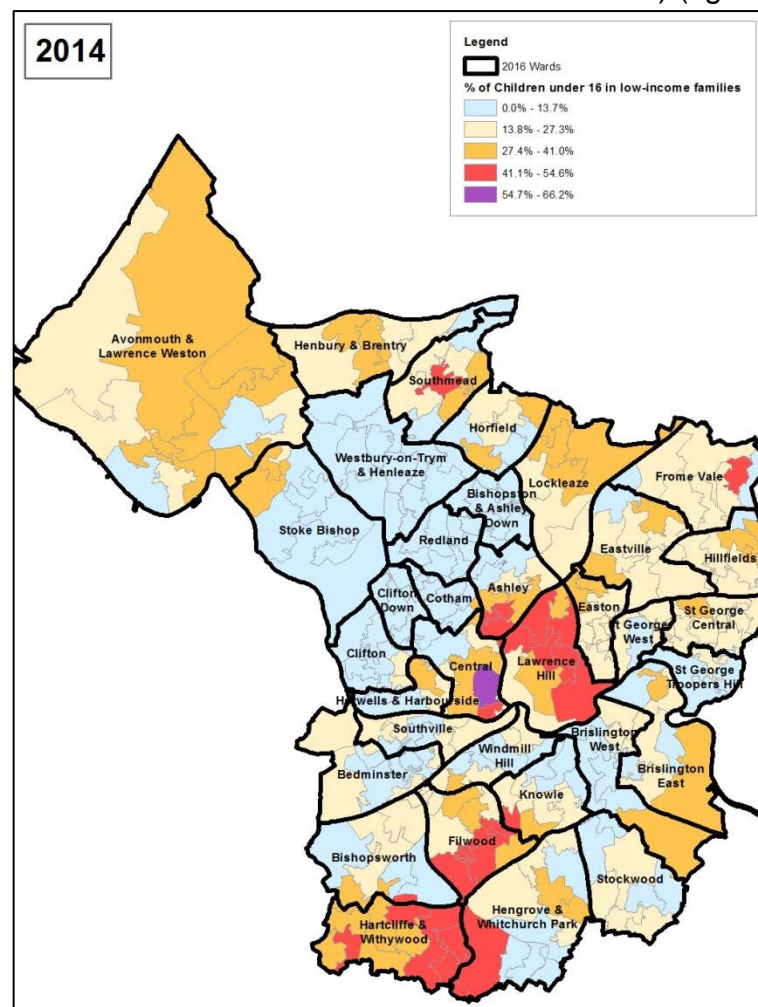 2014
Legend
2016 Wards
% of Children under 16 in low-income families
0.0% - 13.7%
13.8% - 27.3%
27.4% - 41.0%
41.1% - 54.6%
54.7% - 66.2%
Avonmouth &
Lawrence Weston
Henbury & Brentry
Southmead
Horfield
Westbury-on-Trym
& Henleaze
Lockleaze
Frome Vale
Bishopston
& Ashley
Down
Stoke Bishop
Redland
Eastville
Hillfields
Clifton
Down
Cotham
Ashley
Easton
St George
West
St George
Central
Clifton
Central
Lawrence
Hill
St George
Troopers Hill
Hotwells & Harbourside
Southville
Windmill
Hill
Brislington
West
Brislington
East
Bedminster
Knowle
Filwood
Bishopsworth
Stockwood
Hengrove &
Whitchurch Park
Hartcliffe &
Withywood